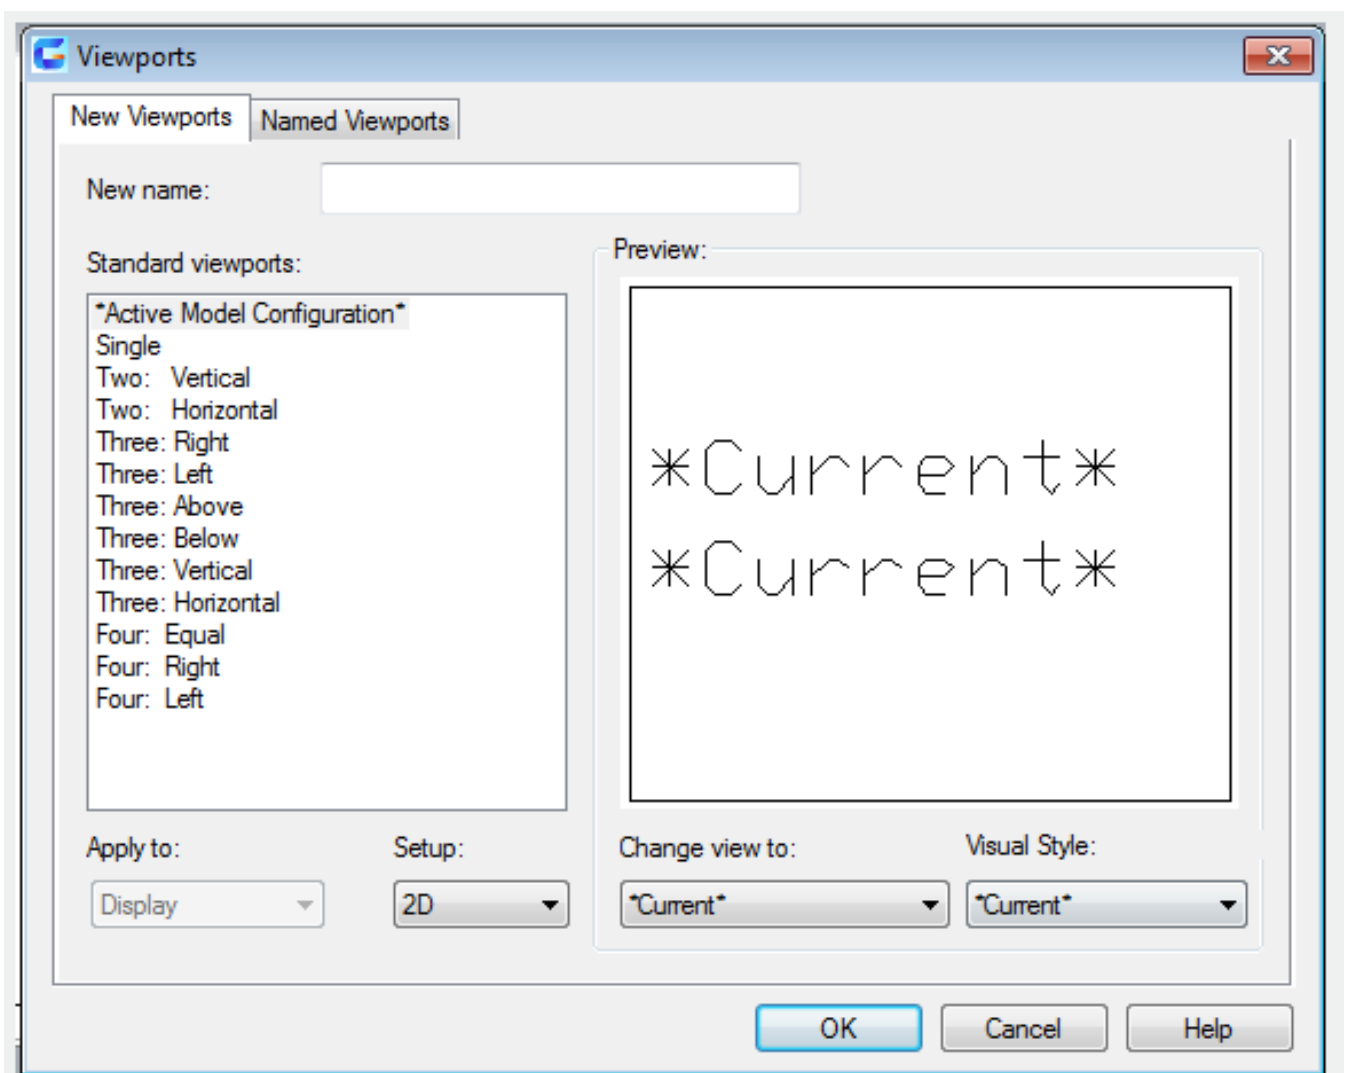 Viewports
New Viewports Named Viewports
New name:
Standard viewports:
*Active Model Configuration*
Single
Two: Vertical
Two: Horizontal
Three: Right
Three: Left
Three: Above
Three: Below
Three: Vertical
Three: Horizontal
Four: Equal
Four: Right
Four: Left
Preview:
*Current*
*Current*
Apply to: Setup:
Display 2D
Change view to: Visual Style:
*Current* *Current*
OK Cancel Help